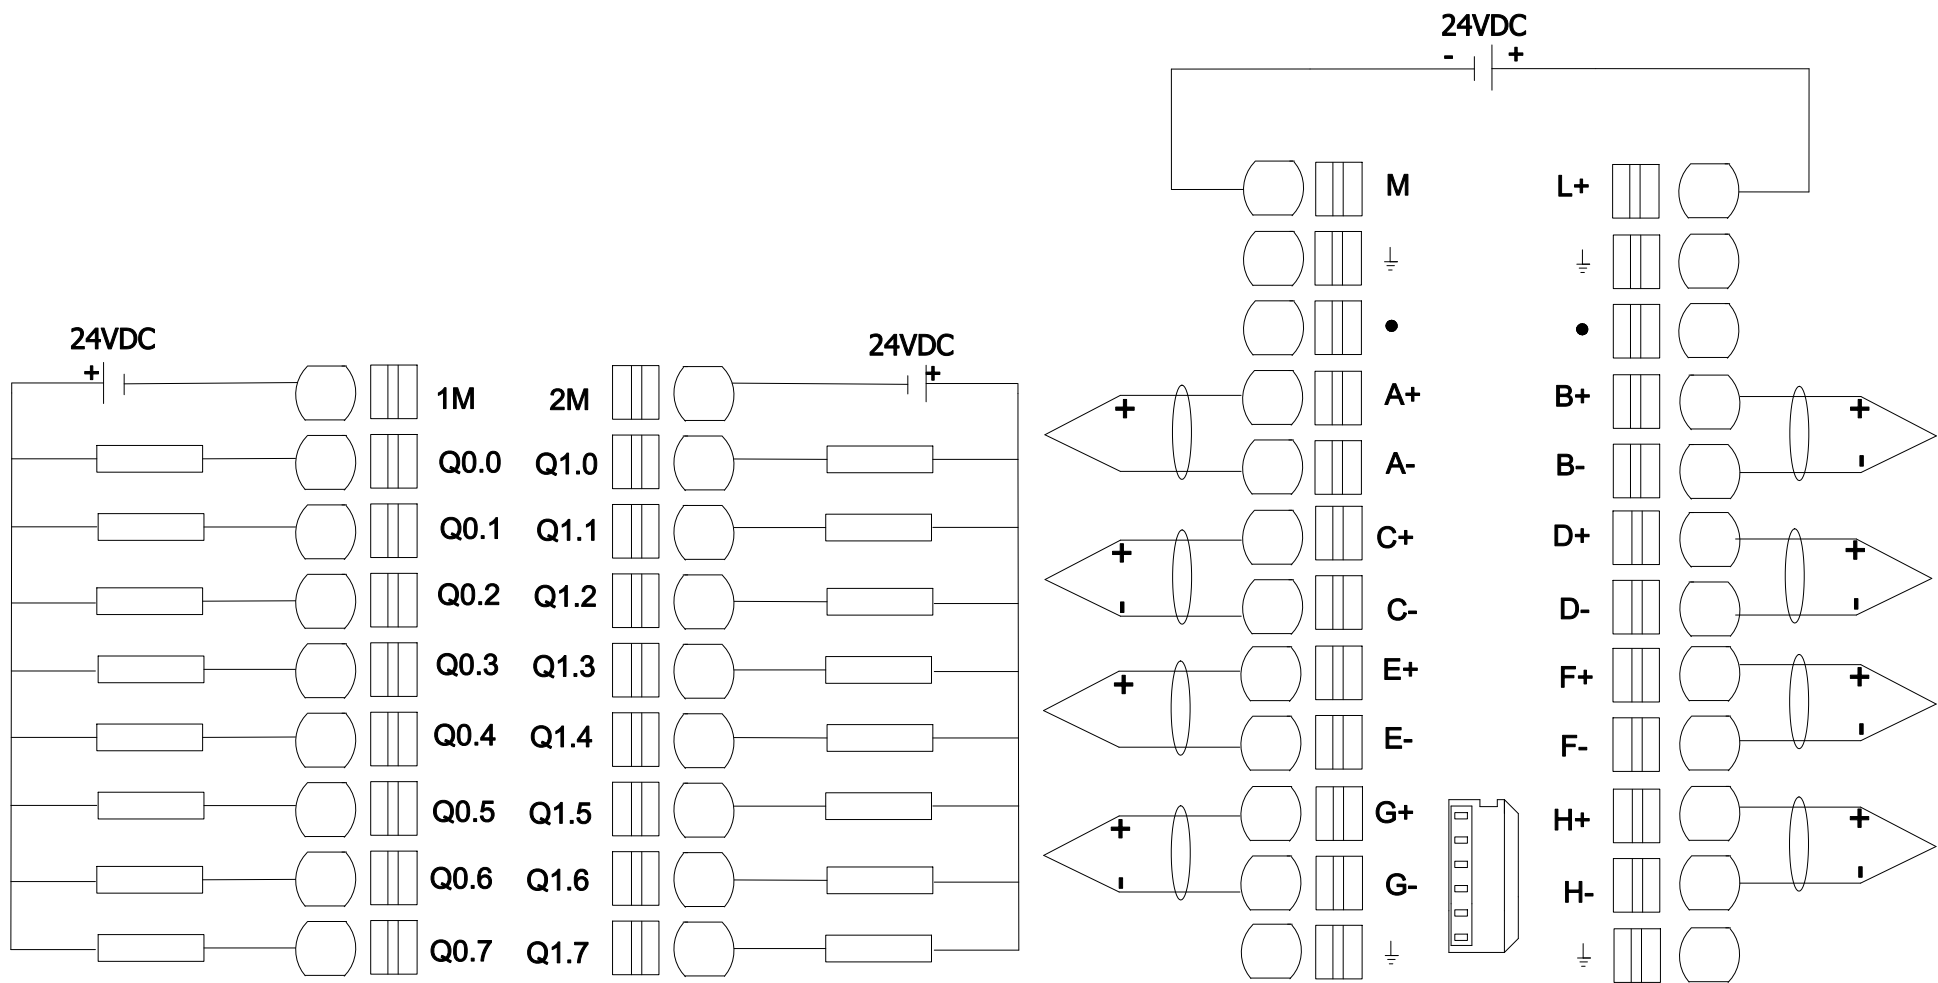 24VDC
- +
M L+
A+ B+
+ +
A- B-
-
C+ D+
+ +
C- D-
- -
E+ F+
+ +
E- F-
-
G+ H+
+ +
G- H-
- -
24VDC 24VDC
+ +
1M 2M
Q0.0 Q1.0
Q0.1 Q1.1
Q0.2 Q1.2
Q0.3 Q1.3
Q0.4 Q1.4
Q0.5 Q1.5
Q0.6 Q1.6
Q0.7 Q1.7